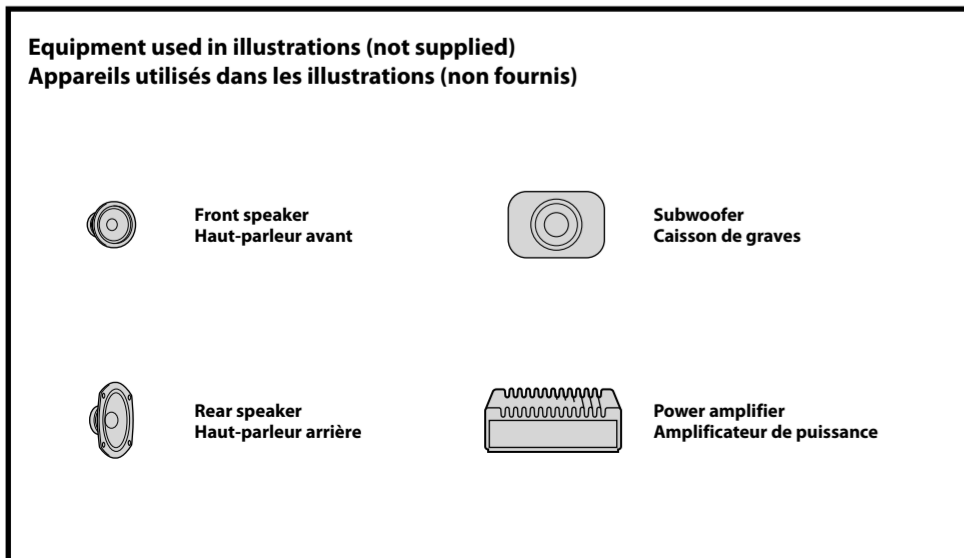 Equipment used in illustrations (not supplied)
Appareils utilisés dans les illustrations (non fournis)
Front speaker
Haut-parleur avant
Subwoofer
Caisson de graves
Rear speaker
Haut-parleur arrière
Power amplifier
Amplificateur de puissance